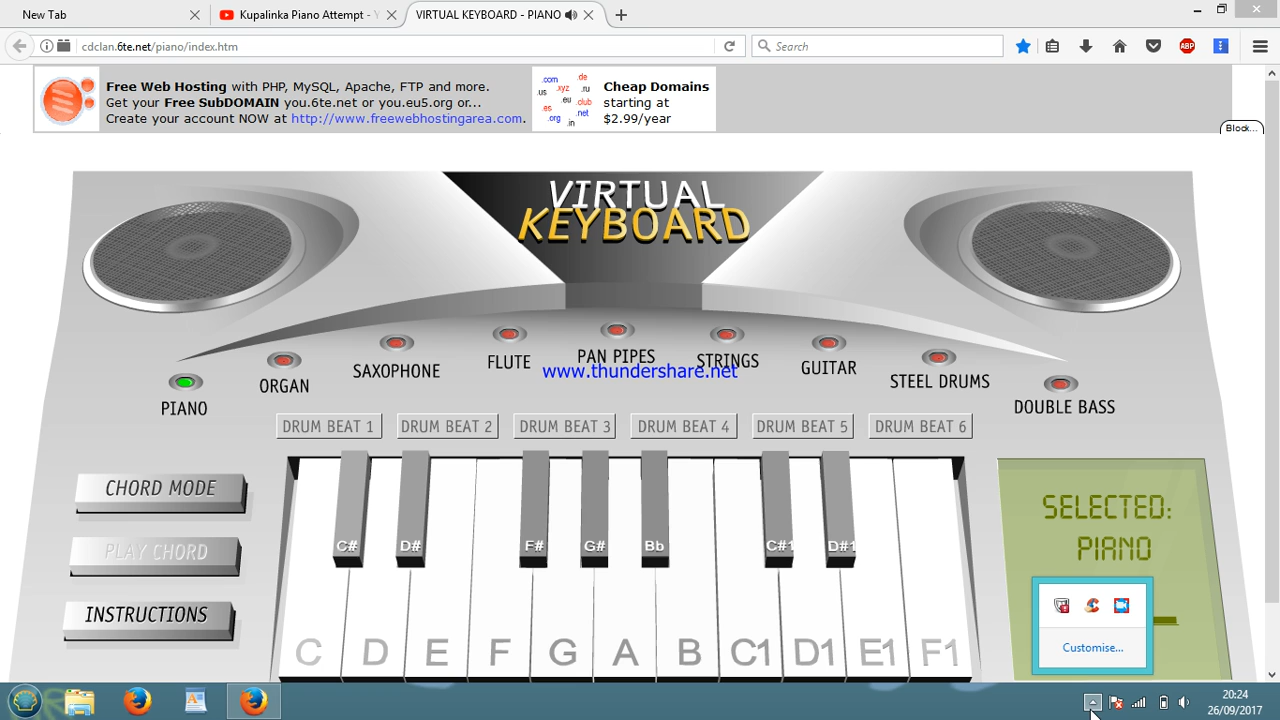 New Tab
Kupalinka Piano Attempt - Y
VIRTUAL KEYBOARD - PIANO
cdclan.6te.net/piano/index.htm
Search
ABP
Free Web Hosting with PHP, MySQL, Apache, FTP and more.
Get your Free SubDOMAIN you.6te.net or you.eu5.org or...
Create your account NOW at http://www.freewebhostingarea.com.
.com
.de
.us
.xyz
.ru
.eu
.club
.es
.net
.org
.in
Cheap Domains
starting at
$2.99/year
Block...
VIRTUAL
KEYBOARD
PIANO
ORGAN
SAXOPHONE
FLUTE
PAN PIPES
STRINGS
GUITAR
STEEL DRUMS
DOUBLE BASS
www.thundershare.net
DRUM BEAT 1
DRUM BEAT 2
DRUM BEAT 3
DRUM BEAT 4
DRUM BEAT 5
DRUM BEAT 6
CHORD MODE
PLAY CHORD
INSTRUCTIONS
C# D# F# G# Bb C#1 D#1
C D E F G A B C1 D1 E1 F1
SELECTED:
PIANO
Customise...
20:24
26/09/2017